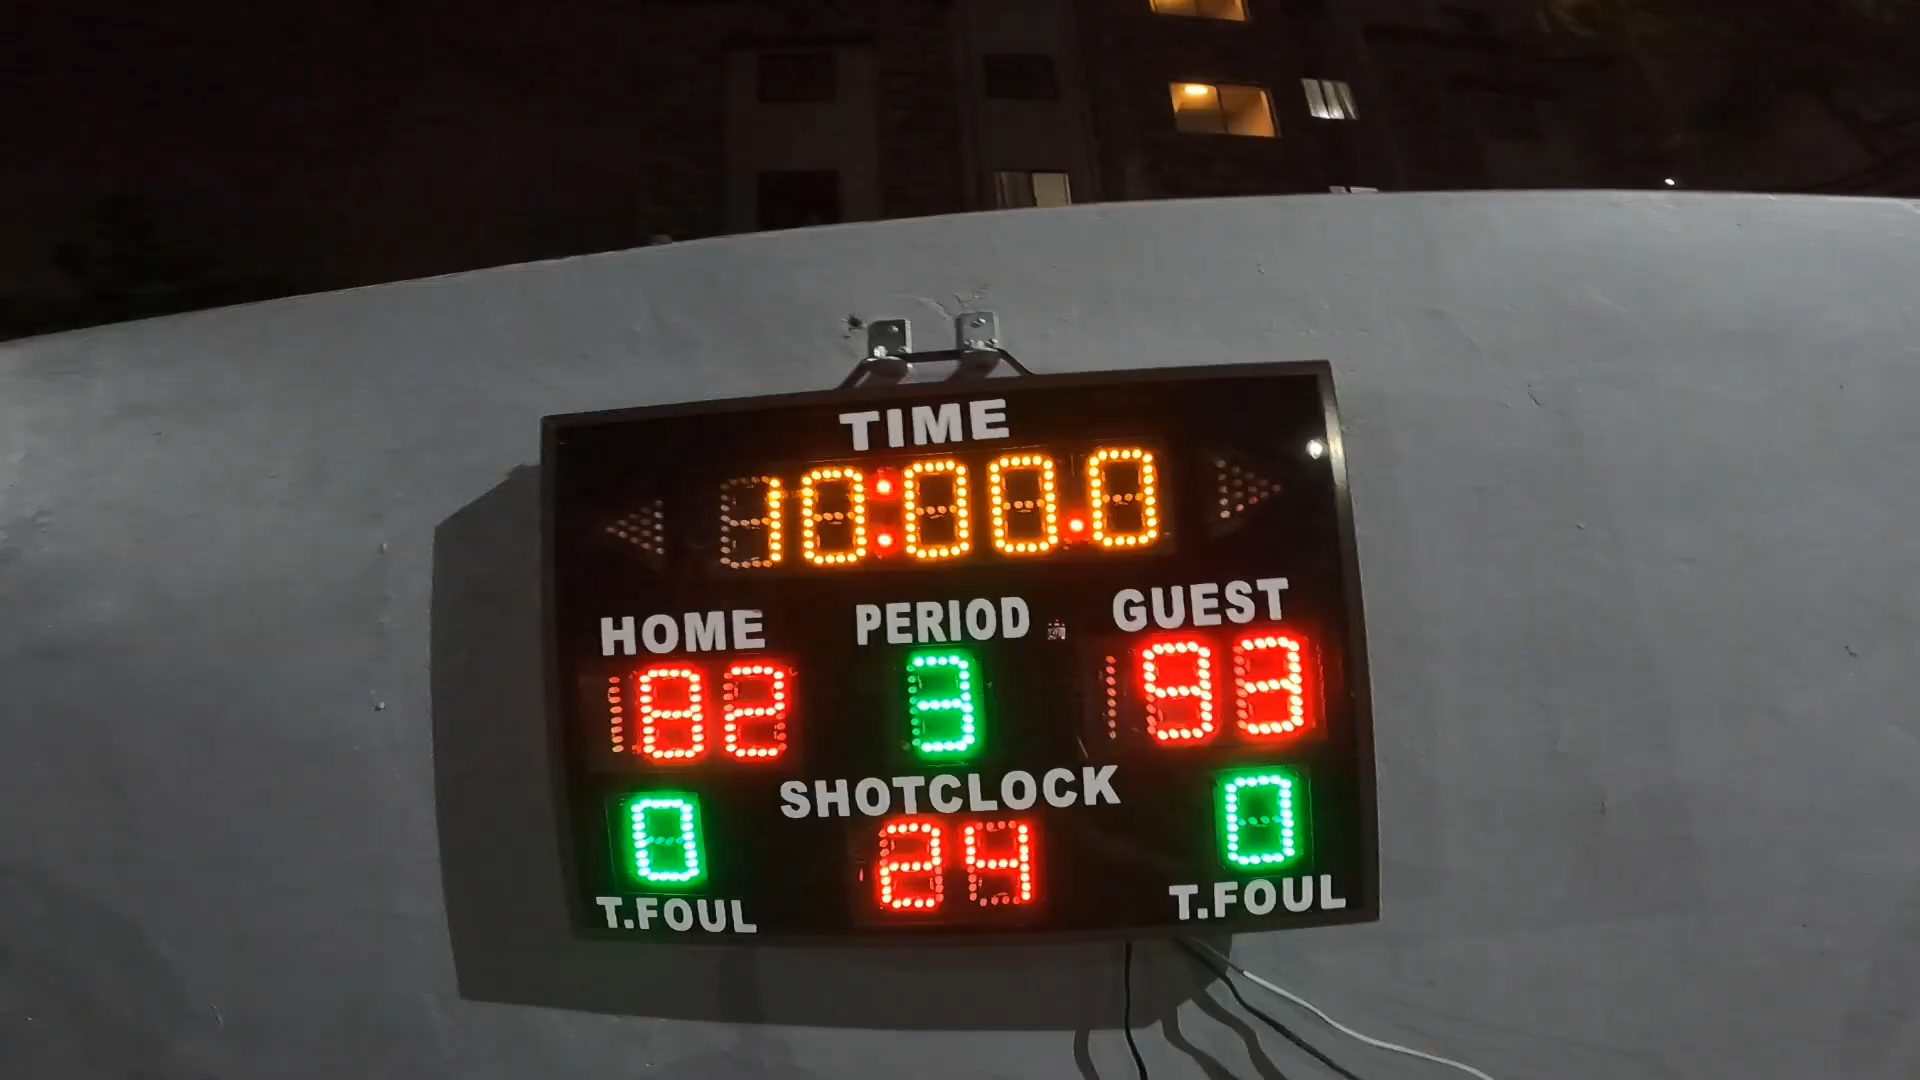 TIME
10:00.0
HOME PERIOD GUEST
82 3 93
SHOTCLOCK
0 24 0
T.FOUL T.FOUL